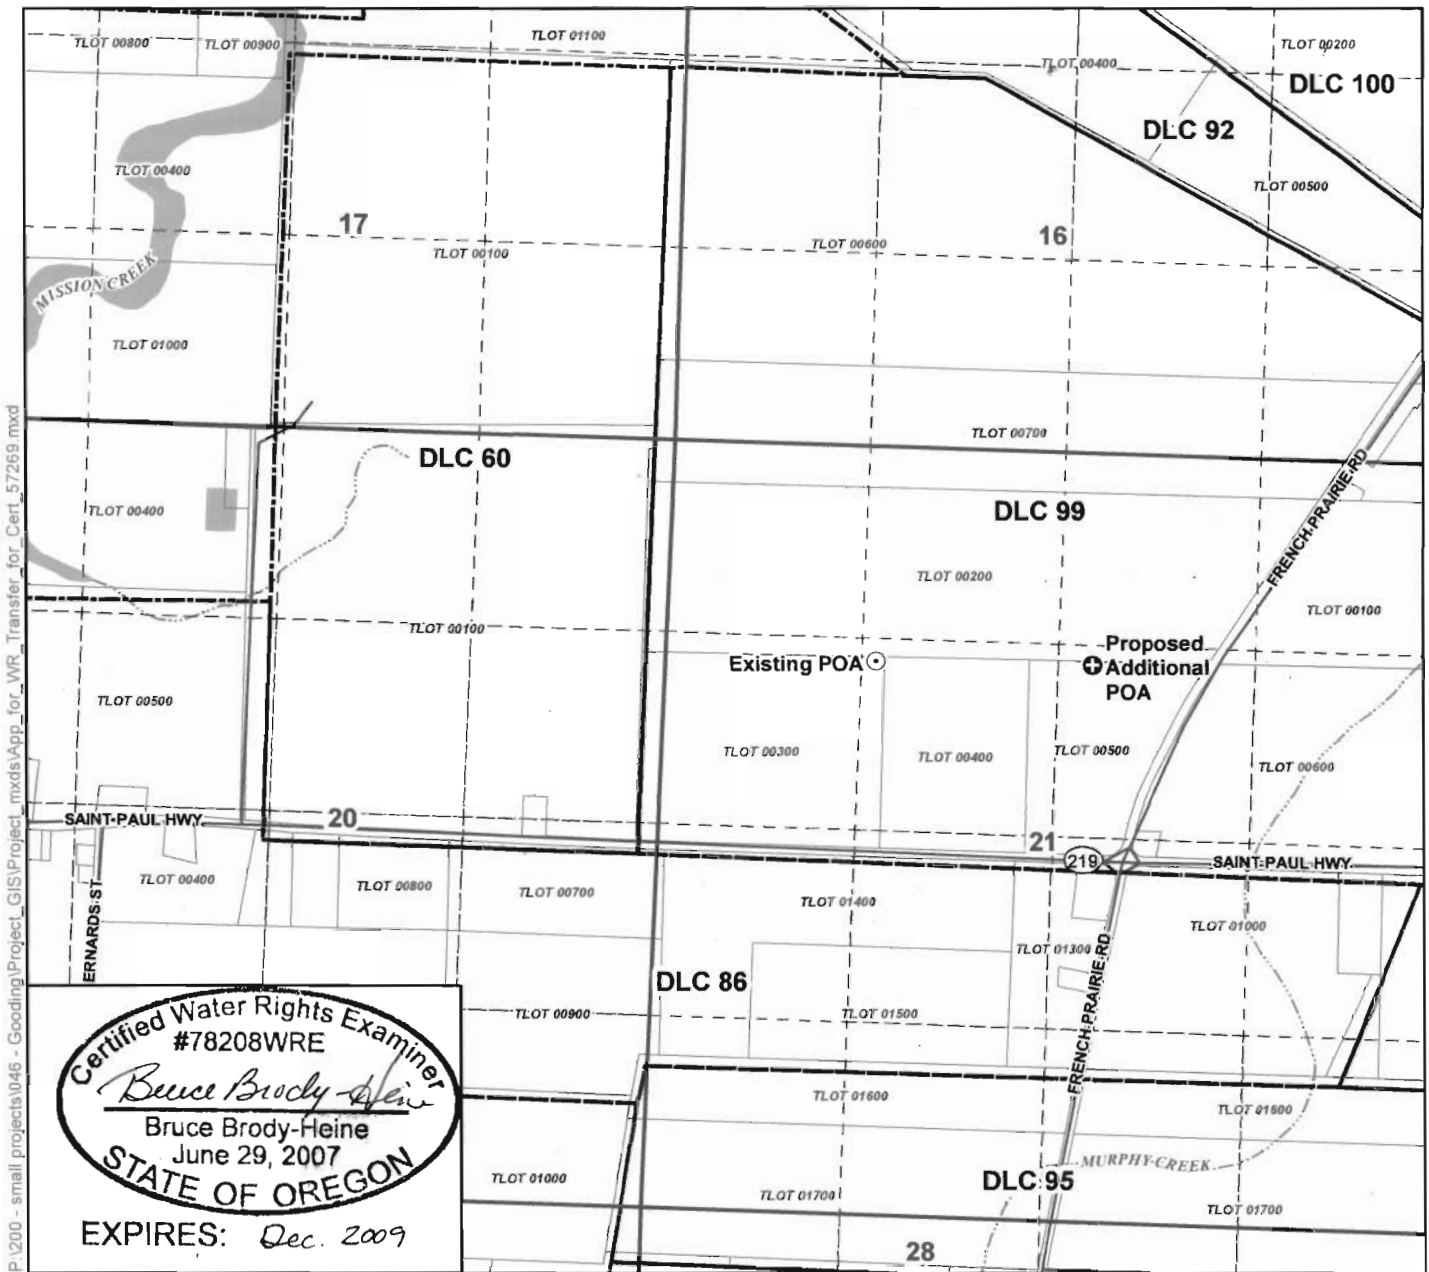 TLOT 01100
TLOT 00800
TLOT 00900
TLOT 00200
TLOT 00400
DLC 100
DLC 92
TLOT 00400
TLOT 00500
17
16
TLOT 00600
TLOT 00100
MISSION CREEK
TLOT 01000
TLOT 00700
DLC 60
FRENCH PRAIRIE RD
TLOT 00400
DLC 99
TLOT 00200
TLOT 00100
TLOT 00100
Existing POA
Proposed
Additional
POA
TLOT 00500
TLOT 00300
TLOT 00400
TLOT 00500
TLOT 00600
SAINT-PAUL HWY
20
21
219
SAINT-PAUL HWY
TLOT 00400
TLOT 00800
TLOT 00700
TLOT 01400
TLOT 01000
ERNARDS ST
TLOT 01300
DLC 86
FRENCH PRAIRIE RD
TLOT 00900
TLOT 01500
TLOT 01600
TLOT 01600
MURPHY CREEK
TLOT 01000
DLC 95
TLOT 01700
TLOT 01700
28
Certified Water Rights Examiner
#78208WRE
Bruce Brody-Heine
Bruce Brody-Heine
June 29, 2007
STATE OF OREGON
EXPIRES: Dec. 2009
P:\200 - small projects\046 - Gooding\Project_GIS\Project_mxds\App_for_WR_Transfer_for_Cert_57269.mxd